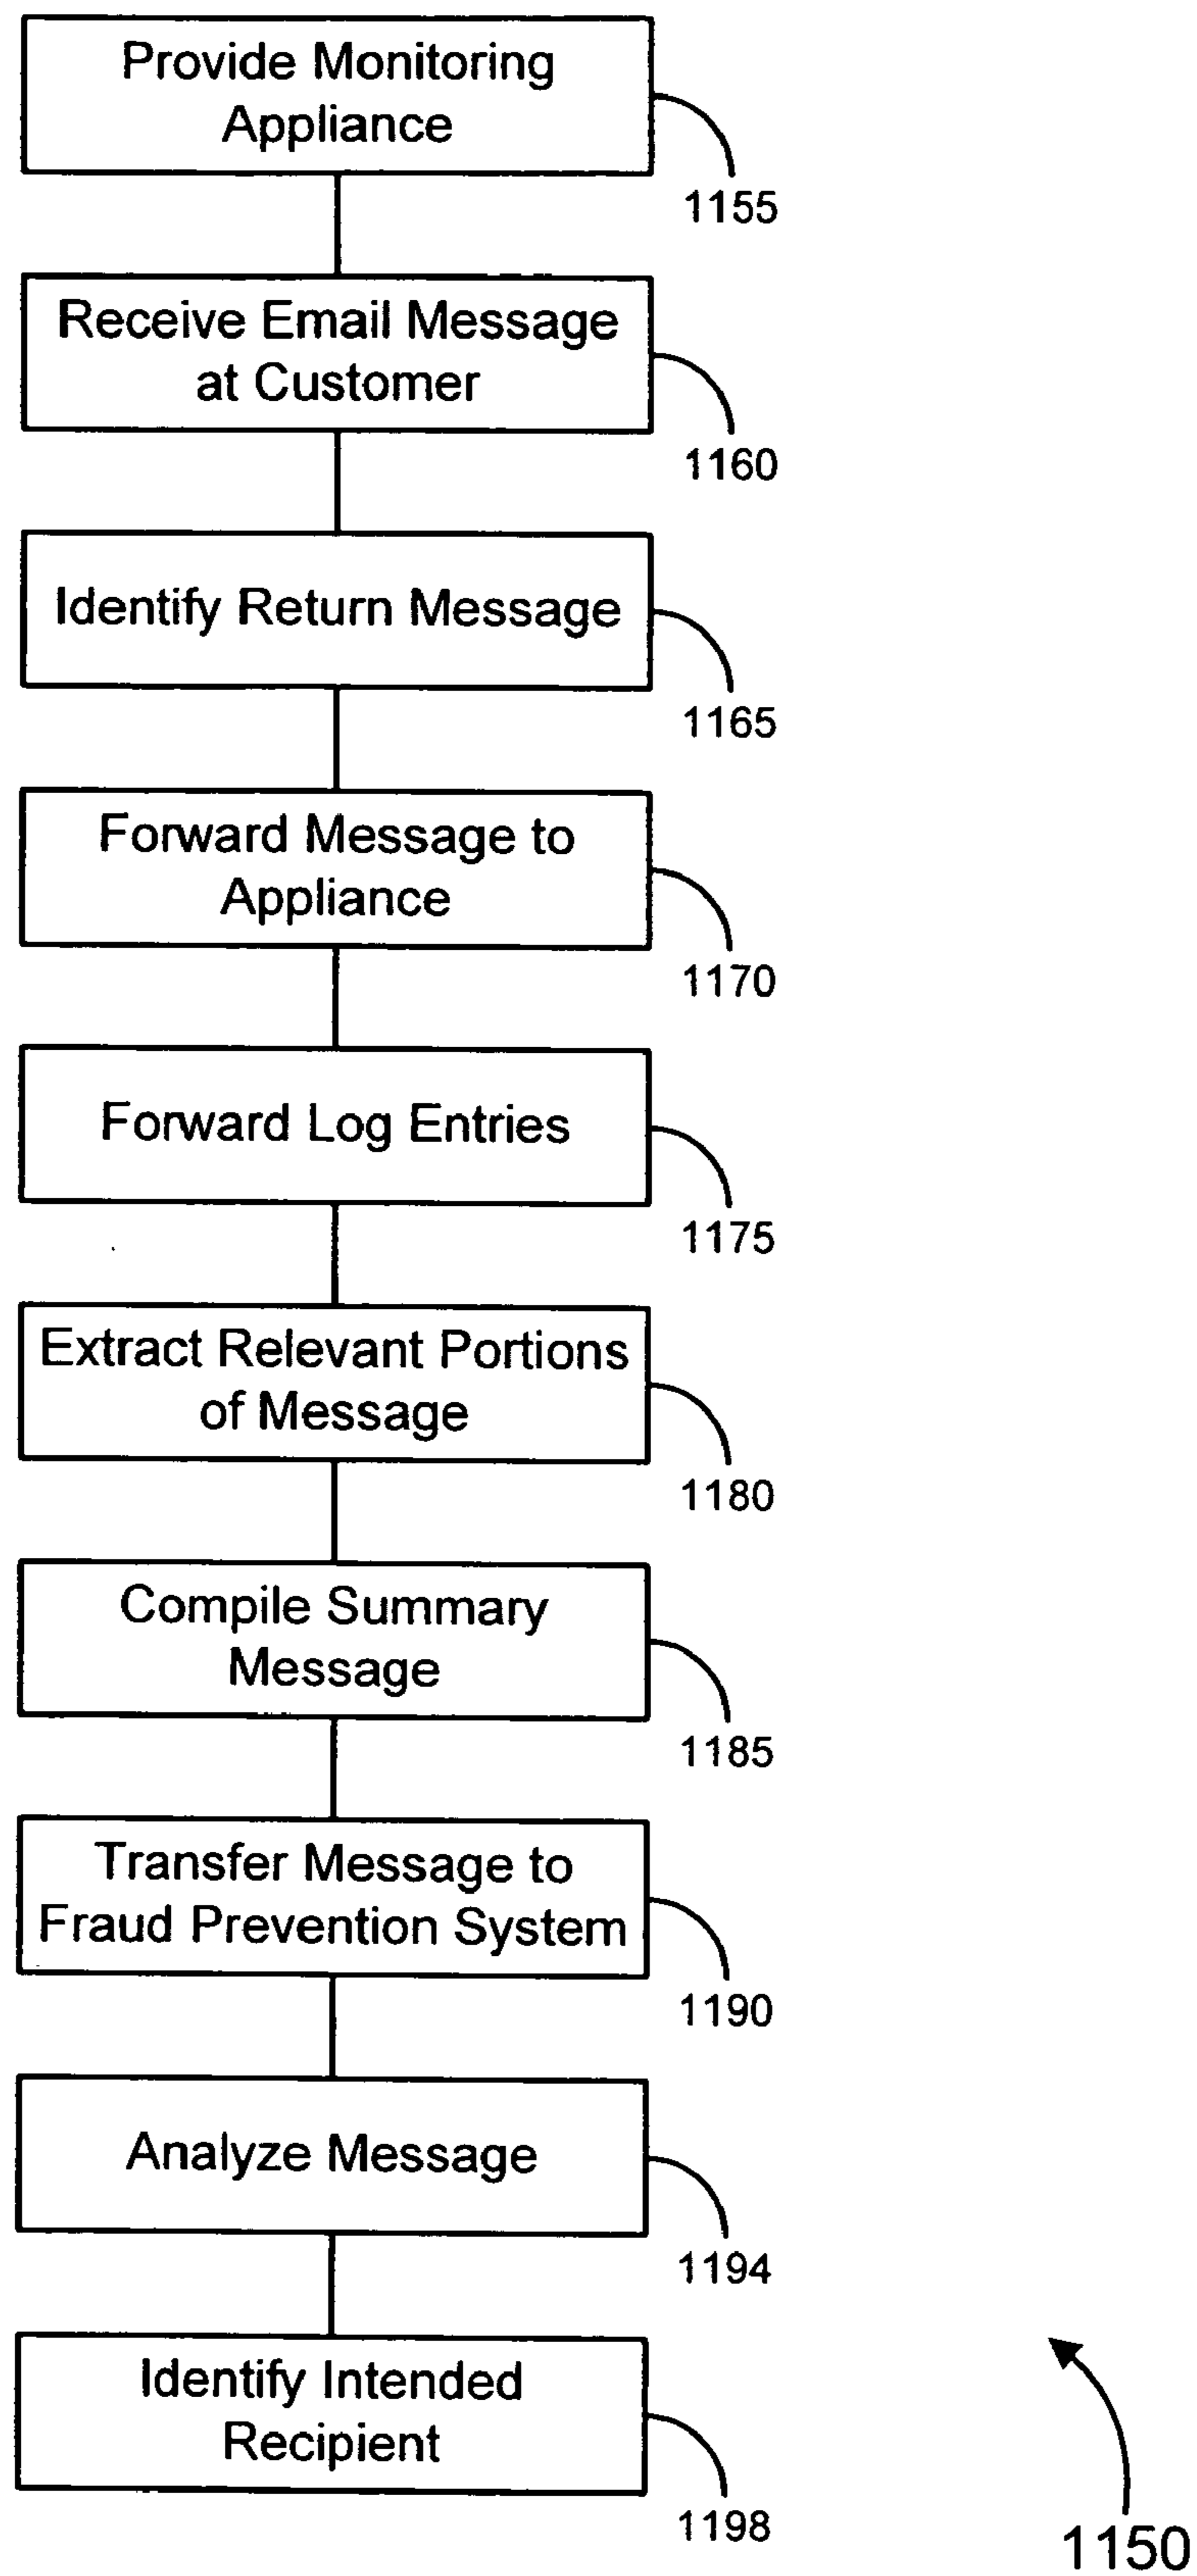 Provide Monitoring
Appliance
1155
Receive Email Message
at Customer
1160
Identify Return Message
1165
Forward Message to
Appliance
1170
Forward Log Entries
1175
Extract Relevant Portions
of Message
1180
Compile Summary
Message
1185
Transfer Message to
Fraud Prevention System
1190
Analyze Message
1194
Identify Intended
Recipient
1198
1150